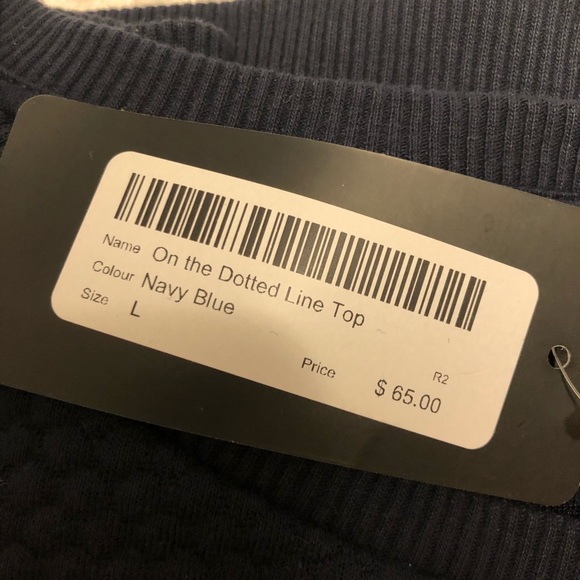 Name On the Dotted Line Top
Colour Navy Blue
Size L
Price R2 $ 65.00